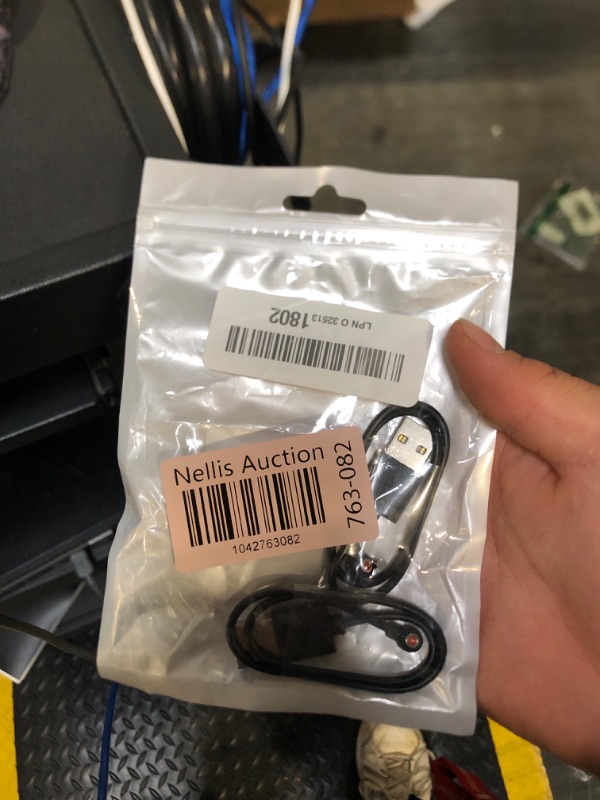 LPN O 32513
1802
Nellis Auction
1042763082
763-082